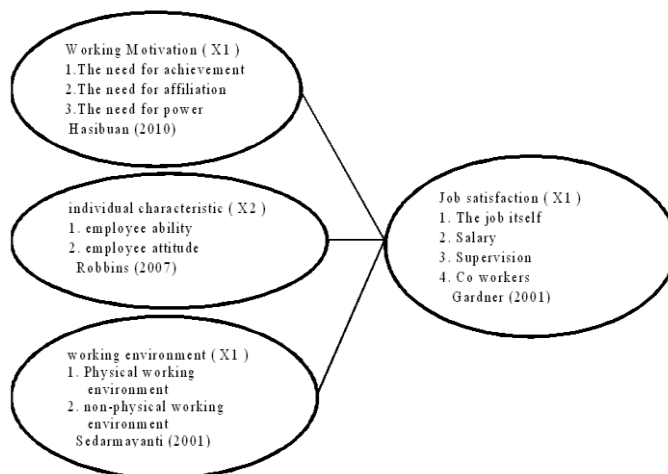 Working Motivation ( X1 )
1.The need for achievement
2.The need for affiliation
3.The need for power
Hasibuan (2010)
individual characteristic ( X2 )
1. employee ability
2. employee attitude
Robbins (2007)
working environment ( X1 )
1. Physical working
environment
2. non-physical working
environment
Sedarmayanti (2001)
Job satisfaction ( X1 )
1. The job itself
2. Salary
3. Supervision
4. Co workers
Gardner (2001)